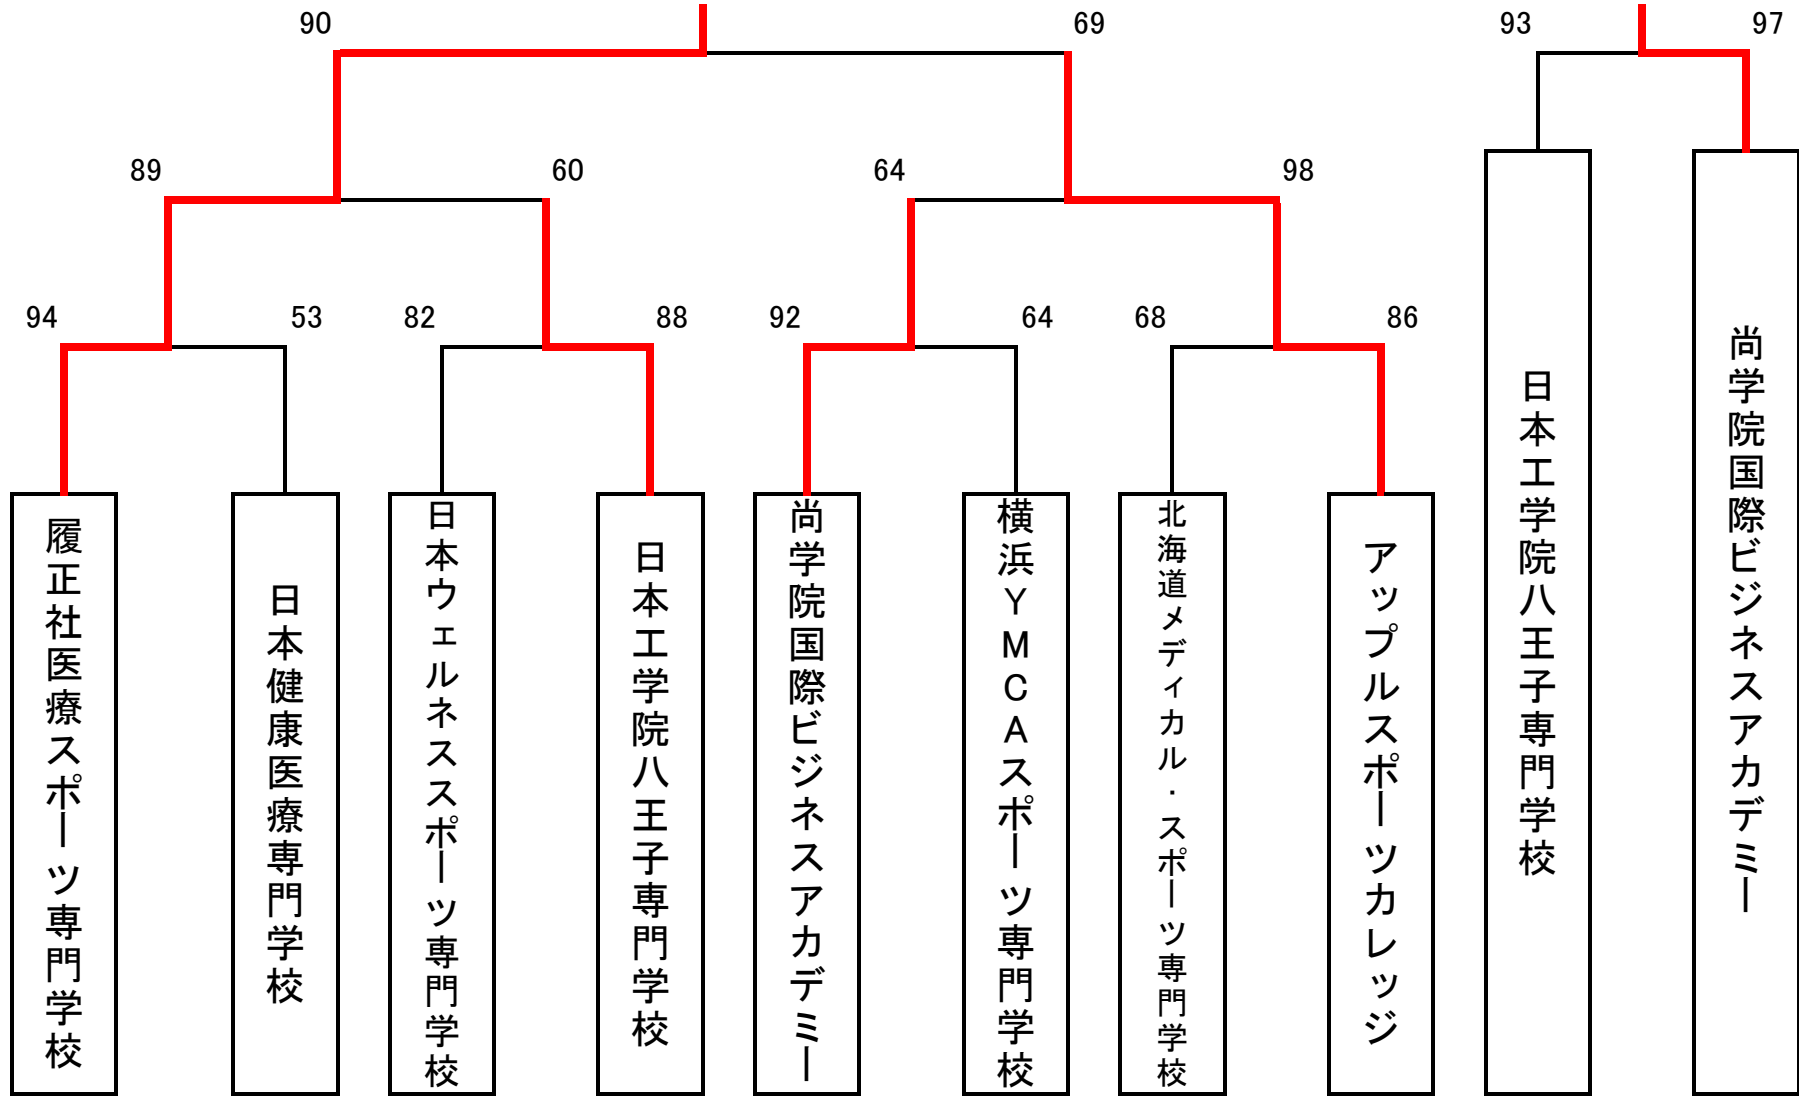 90
69
93
97
89
60
64
98
94
53
82
88
92
64
68
86
履正社医療スポーツ専門学校
日本健康医療専門学校
日本ウェルネススポーツ専門学校
日本工学院八王子専門学校
尚学院国際ビジネスアカデミー
横浜YMCAスポーツ専門学校
北海道メディカル・スポーツ専門学校
アップルスポーツカレッジ
日本工学院八王子専門学校
尚学院国際ビジネスアカデミー